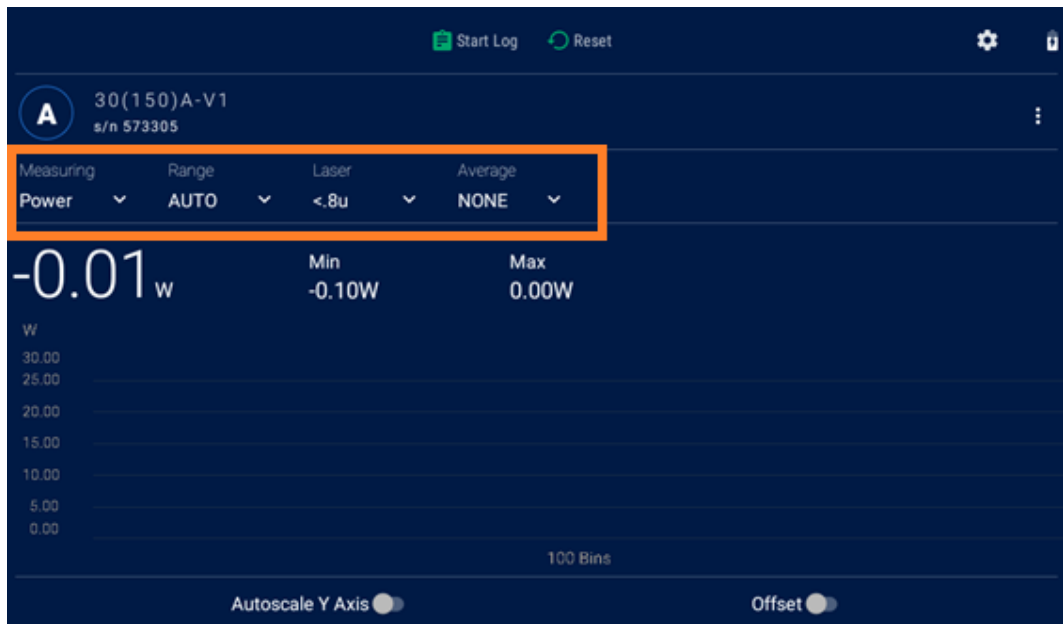 Start Log Reset
A
30(150)A-V1
s/n 573305
Measuring Range Laser Average
Power AUTO <.8u NONE
-0.01 W
Min Max
-0.10W 0.00W
W
30.00
25.00
20.00
15.00
10.00
5.00
0.00
100 Bins
Autoscale Y Axis Offset